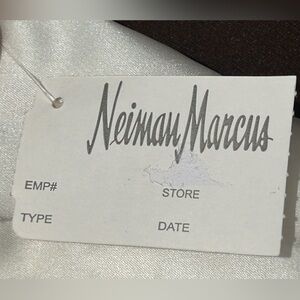 Neiman Marcus
EMP# STORE
TYPE DATE